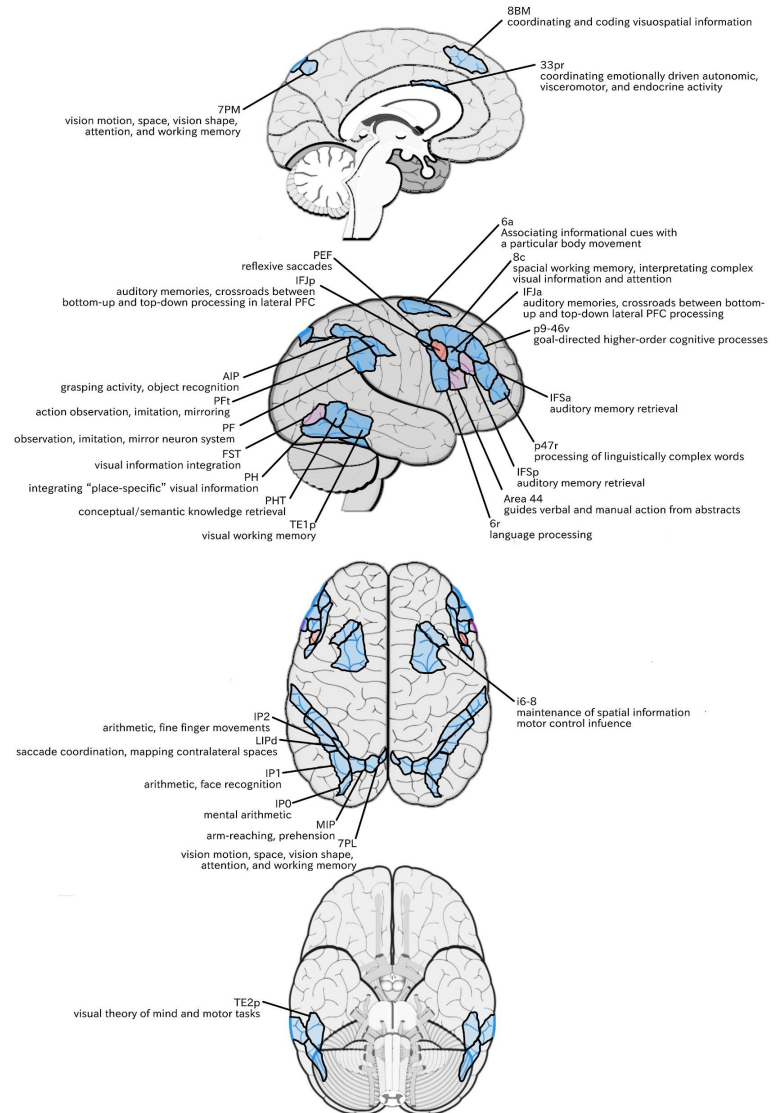 8BM
coordinating and coding visuospatial information
33pr
coordinating emotionally driven autonomic,
visceromotor, and endocrine activity
7PM
vision motion, space, vision shape,
attention, and working memory
6a
Associating informational cues with
a particular body movement
PEF
reflexive saccades
8c
spacial working memory, interpretating complex
visual information and attention
IFJp
auditory memories, crossroads between
bottom-up and top-down processing in lateral PFC
IFJa
auditory memories, crossroads between bottom-
up and top-down lateral PFC processing
p9-46v
goal-directed higher-order cognitive processes
AIP
grasping activity, object recognition
PFt
action observation, imitation, mirroring
IFSa
auditory memory retrieval
PF
observation, imitation, mirror neuron system
FST
visual information integration
p47r
processing of linguistically complex words
PH
integrating “place-specific” visual information
IFSp
auditory memory retrieval
PHT
conceptual/semantic knowledge retrieval
Area 44
guides verbal and manual action from abstracts
TE1p
visual working memory
6r
language processing
i6-8
maintenance of spatial information
motor control infuence
IP2
arithmetic, fine finger movements
LIPd
saccade coordination, mapping contralateral spaces
IP1
arithmetic, face recognition
IP0
mental arithmetic
MIP
arm-reaching, prehension
7PL
vision motion, space, vision shape,
attention, and working memory
TE2p
visual theory of mind and motor tasks